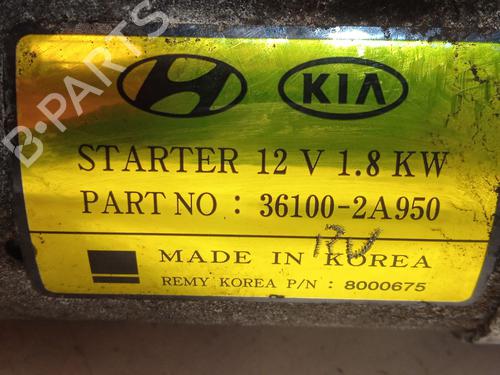 B-PARTS
KIA
STARTER 12 V 1.8 KW
PART NO : 36100-2A950
MADE IN KOREA
REMY KOREA P/N : 8000675